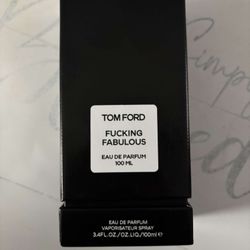 TOM FORD
FUCKING
FABULOUS
EAU DE PARFUM
100 ML
EAU DE PARFUM
VAPORISATEUR SPRAY
3.4FL.OZ./OZ.LIQ./100ml℮